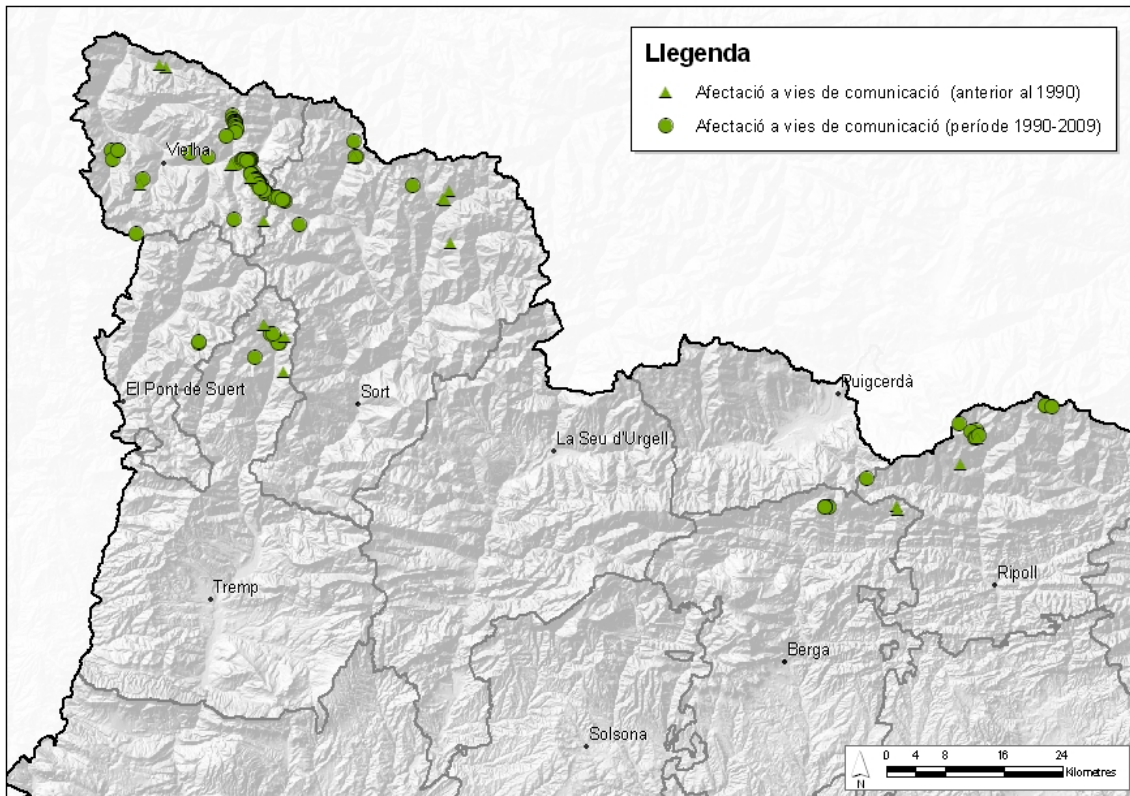 Llegenda
Afectació a vies de comunicació (anterior al 1990)
Afectació a vies de comunicació (període 1990-2009)
Vielha
El Pont de Suert
Sort
La Seu d'Urgell
Puigcerdà
Tremp
Ripoll
Berga
Solsona
0 4 8 16 24
Kilometres
N